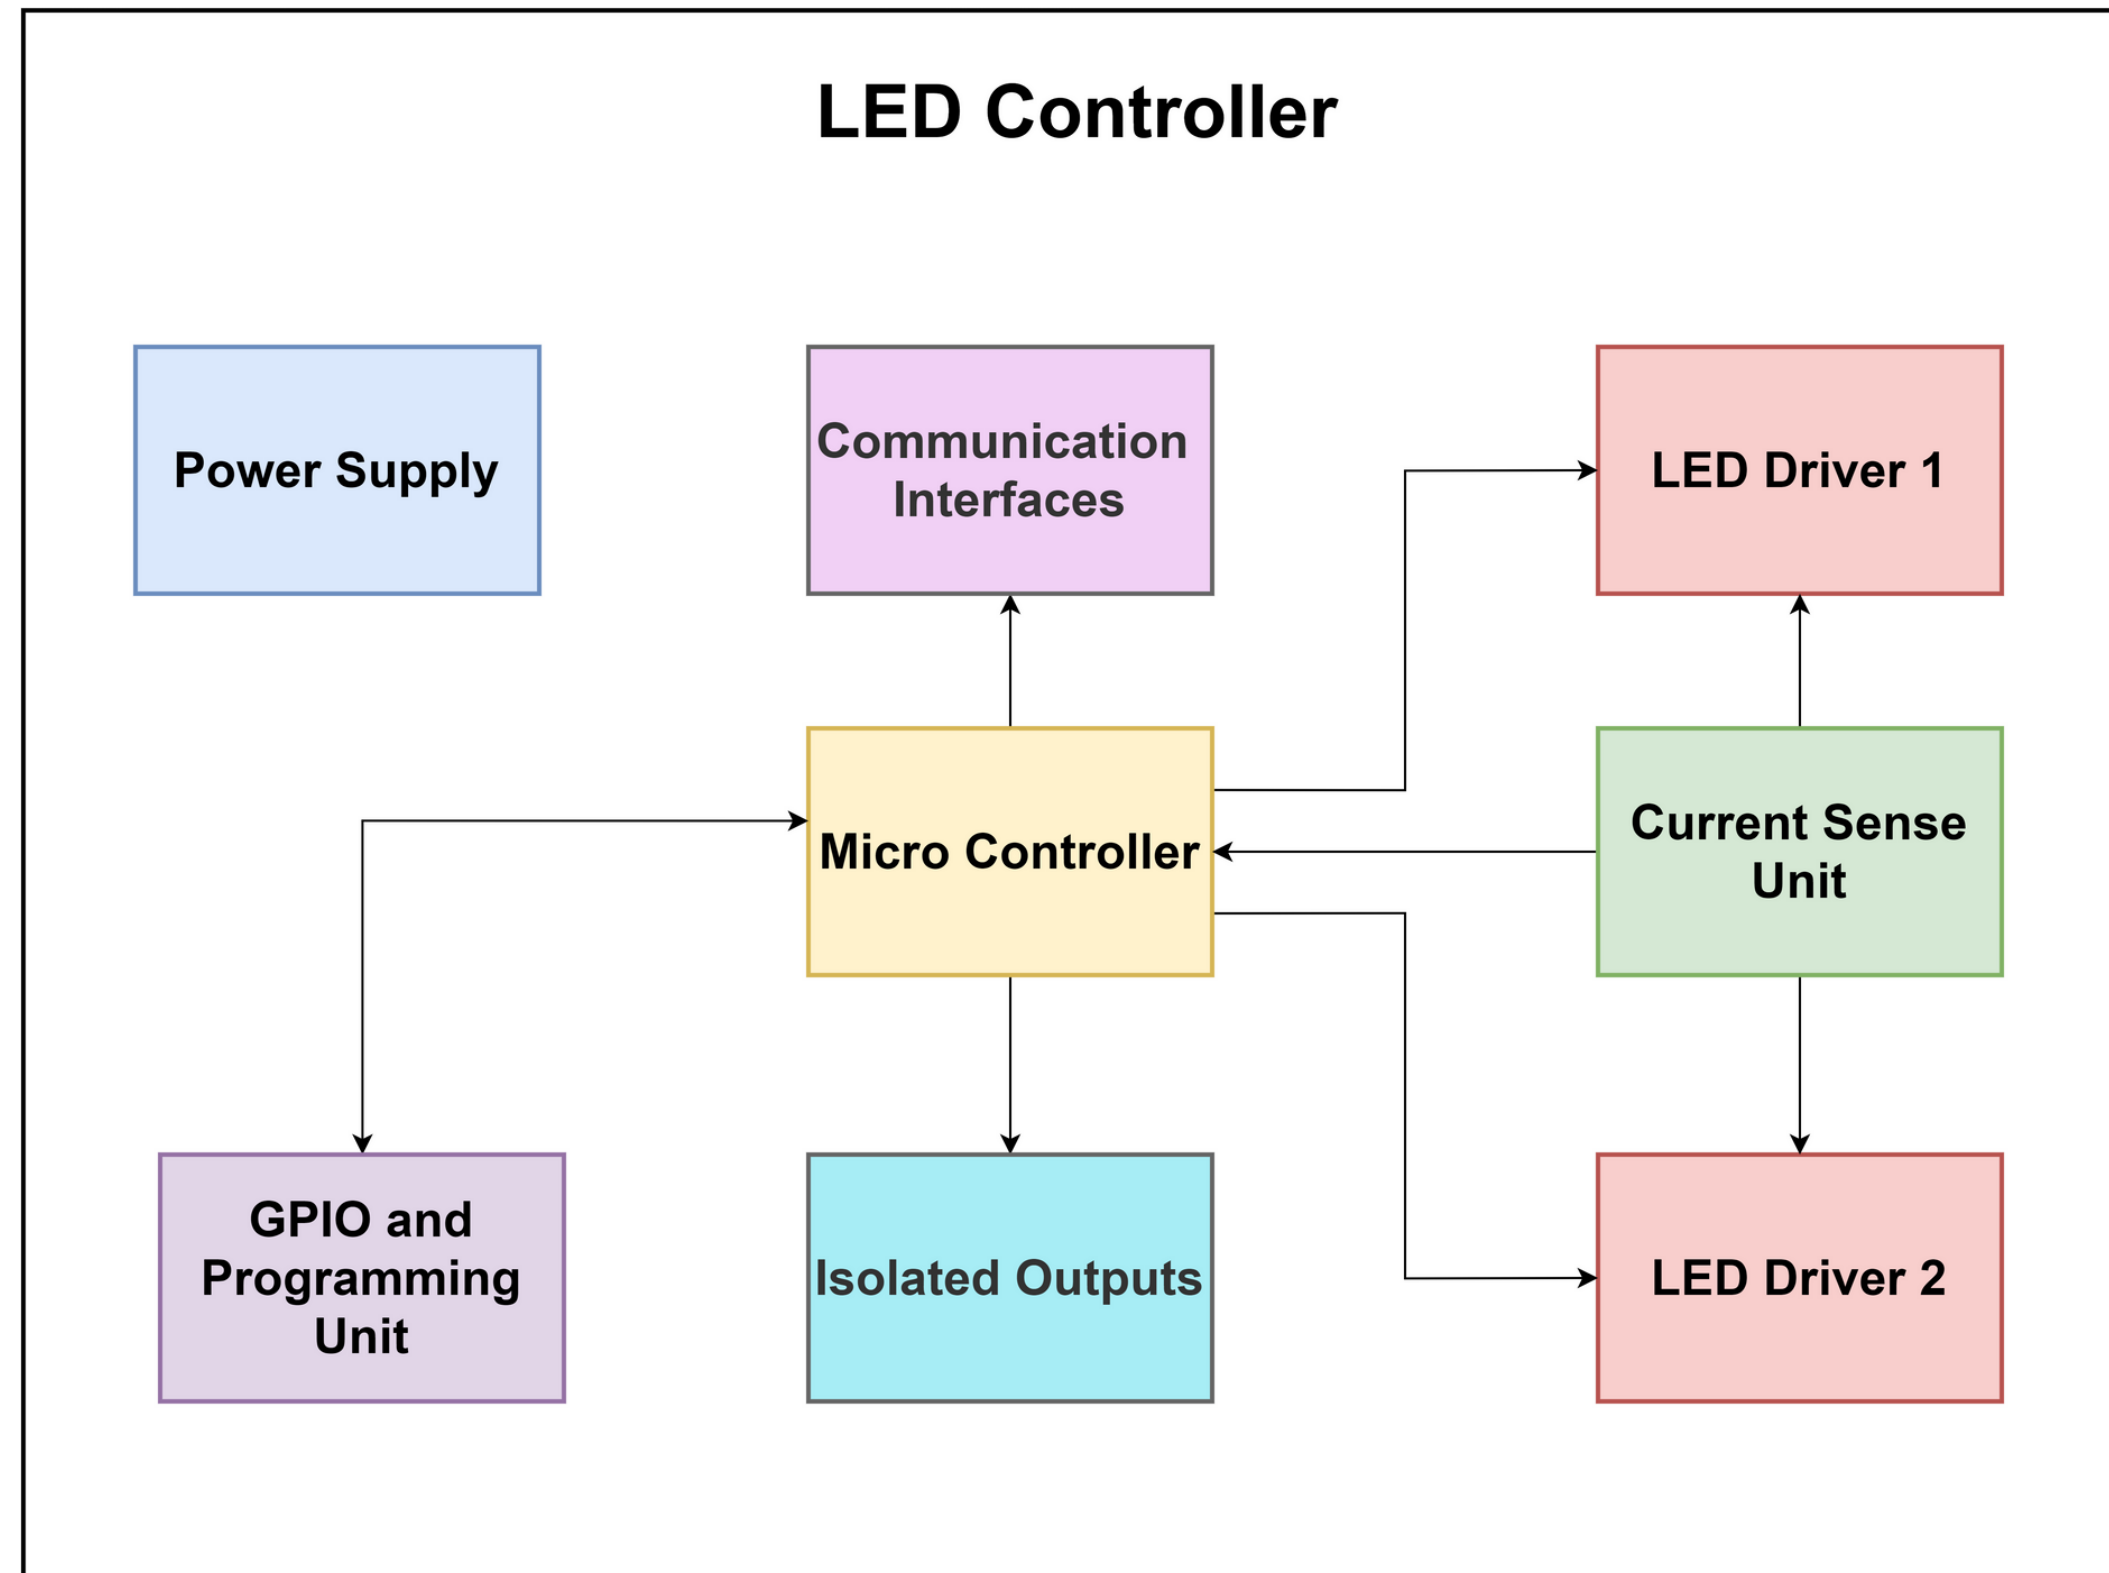 LED Controller
Power Supply
Communication
Interfaces
LED Driver 1
Micro Controller
Current Sense
Unit
GPIO and
Programming
Unit
Isolated Outputs
LED Driver 2